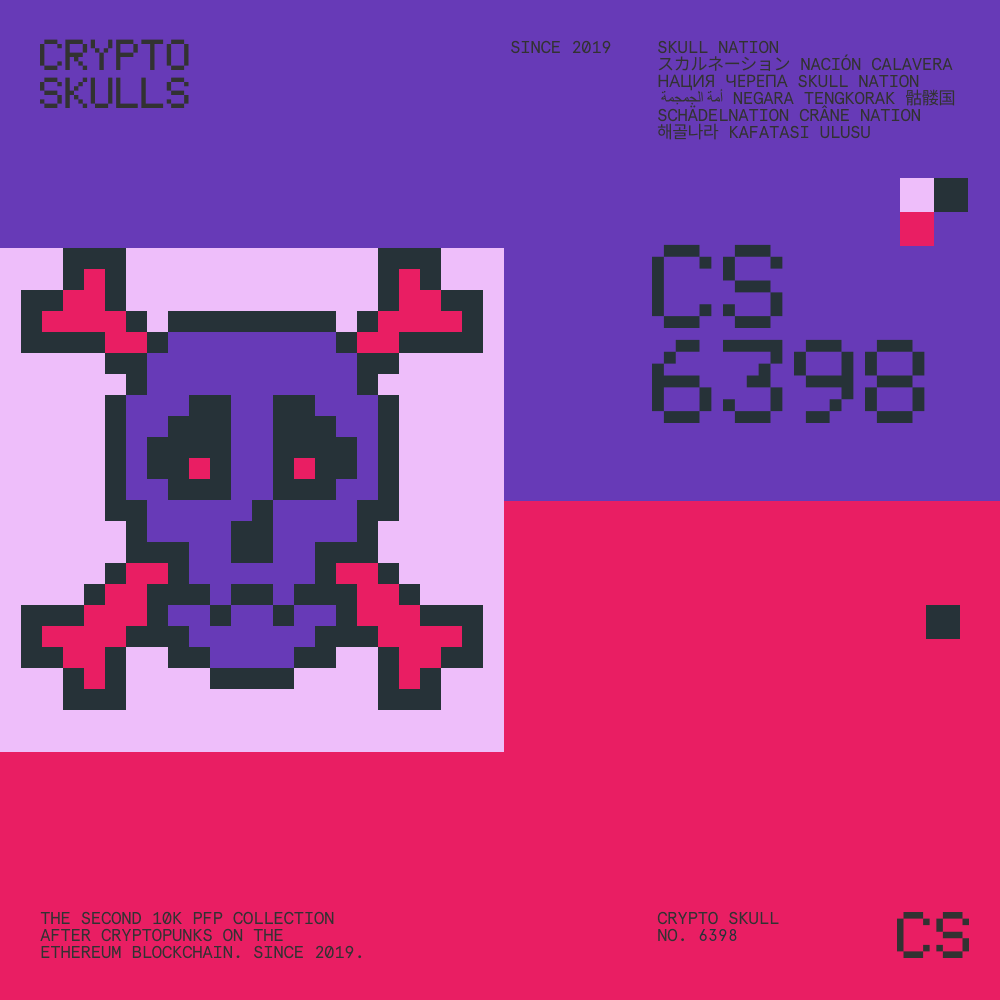 CRYPTO
SKULLS
SINCE 2019
SKULL NATION
スカルネーション NACIÓN CALAVERA
НАЦИЯ ЧЕРЕПА SKULL NATION
أمة الجمجمة NEGARA TENGKORAK 骷髅国
SCHÄDELNATION CRÂNE NATION
해골나라 KAFATASI ULUSU
CS
6398
THE SECOND 10K PFP COLLECTION
AFTER CRYPTOPUNKS ON THE
ETHEREUM BLOCKCHAIN. SINCE 2019.
CRYPTO SKULL
NO. 6398
CS